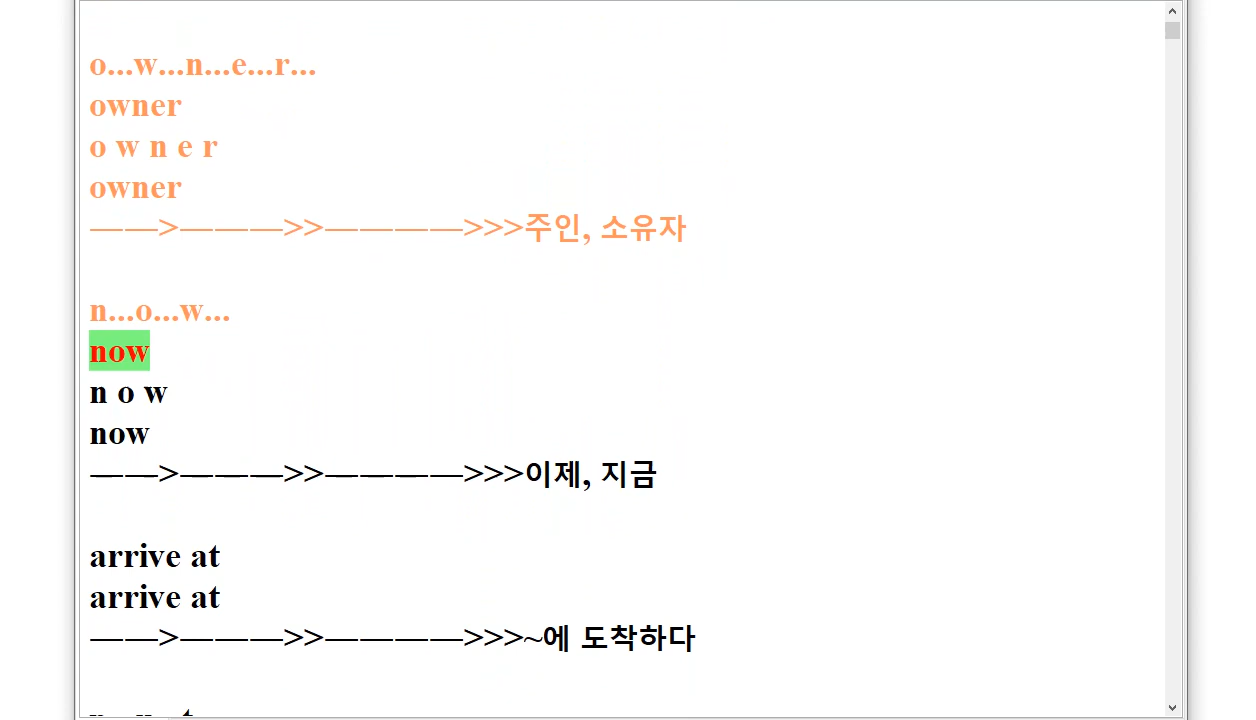 o...w...n...e...r...
owner
o w n e r
owner
——>———>>————>>>주인, 소유자
n...o...w...
now
n o w
now
——>———>>————>>>이제, 지금
arrive at
arrive at
——>———>>————>>>~에 도착하다